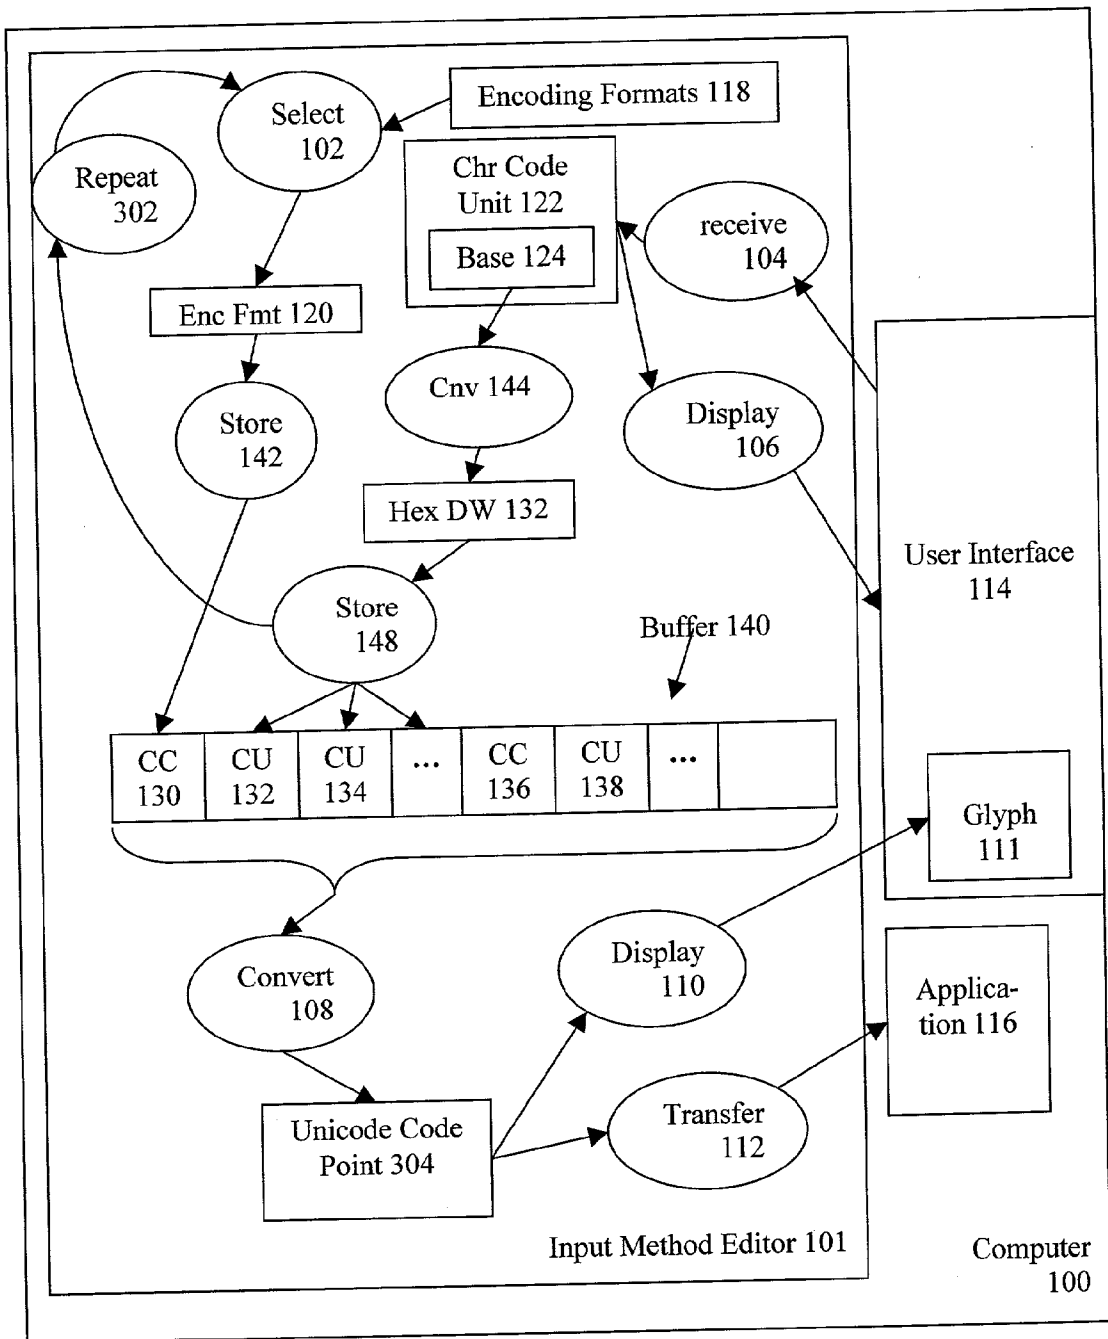 Select
102
Encoding Formats 118
Repeat
302
Chr Code
Unit 122
Base 124
receive
104
Enc Fmt 120
Cnv 144
Store
142
Display
106
Hex DW 132
User Interface
114
Store
148
Buffer 140
CC
130
CU
132
CU
134
...
CC
136
CU
138
...
Glyph
111
Convert
108
Display
110
Applica-
tion 116
Unicode Code
Point 304
Transfer
112
Input Method Editor 101
Computer
100